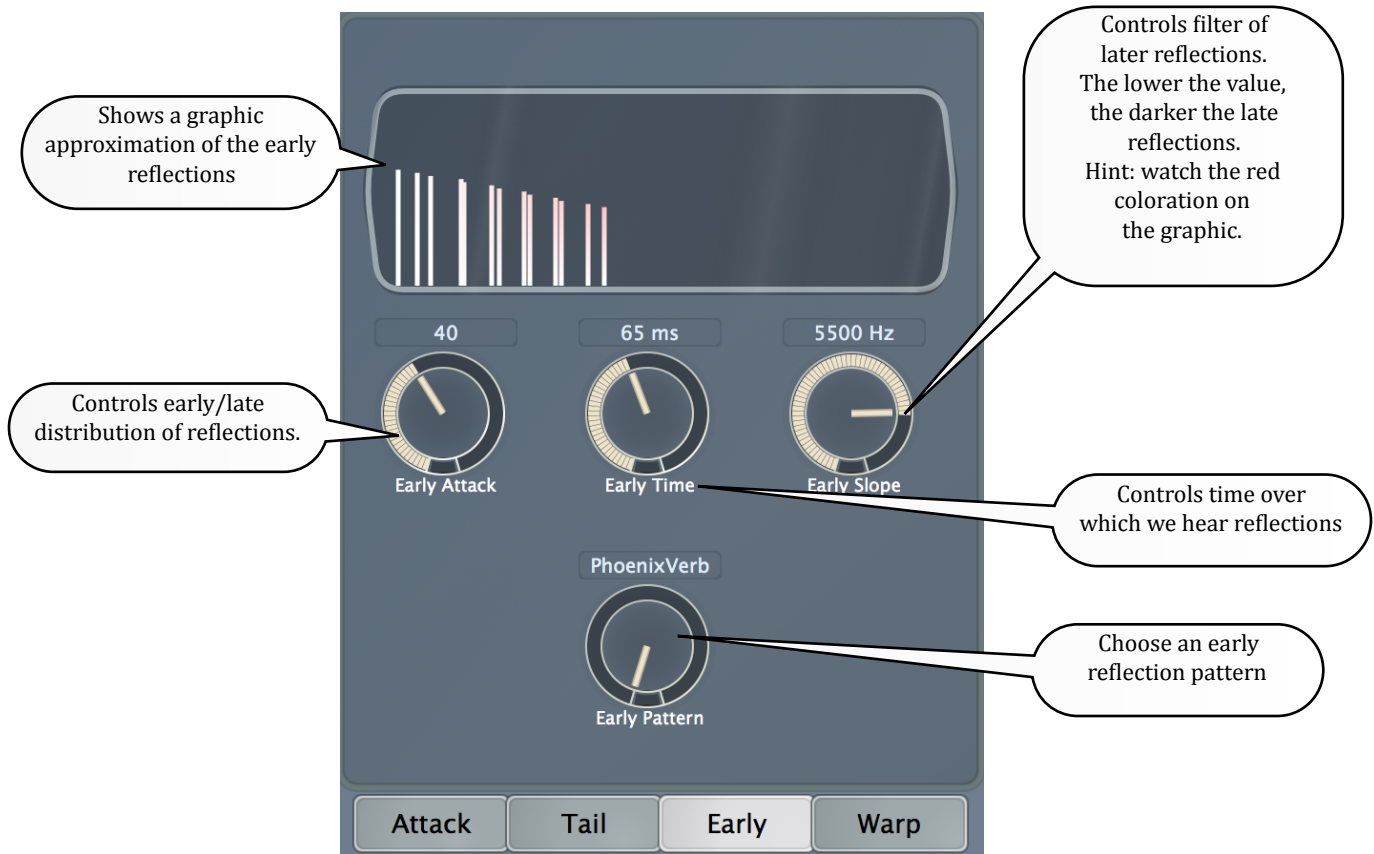 Controls filter of
later reflections.
The lower the value,
the darker the late
reflections.
Hint: watch the red
coloration on
the graphic.
Shows a graphic
approximation of the early
reflections
40
65 ms
5500 Hz
Controls early/late
distribution of reflections.
Early Attack
Early Time
Early Slope
Controls time over
which we hear reflections
PhoenixVerb
Choose an early
reflection pattern
Early Pattern
Attack
Tail
Early
Warp